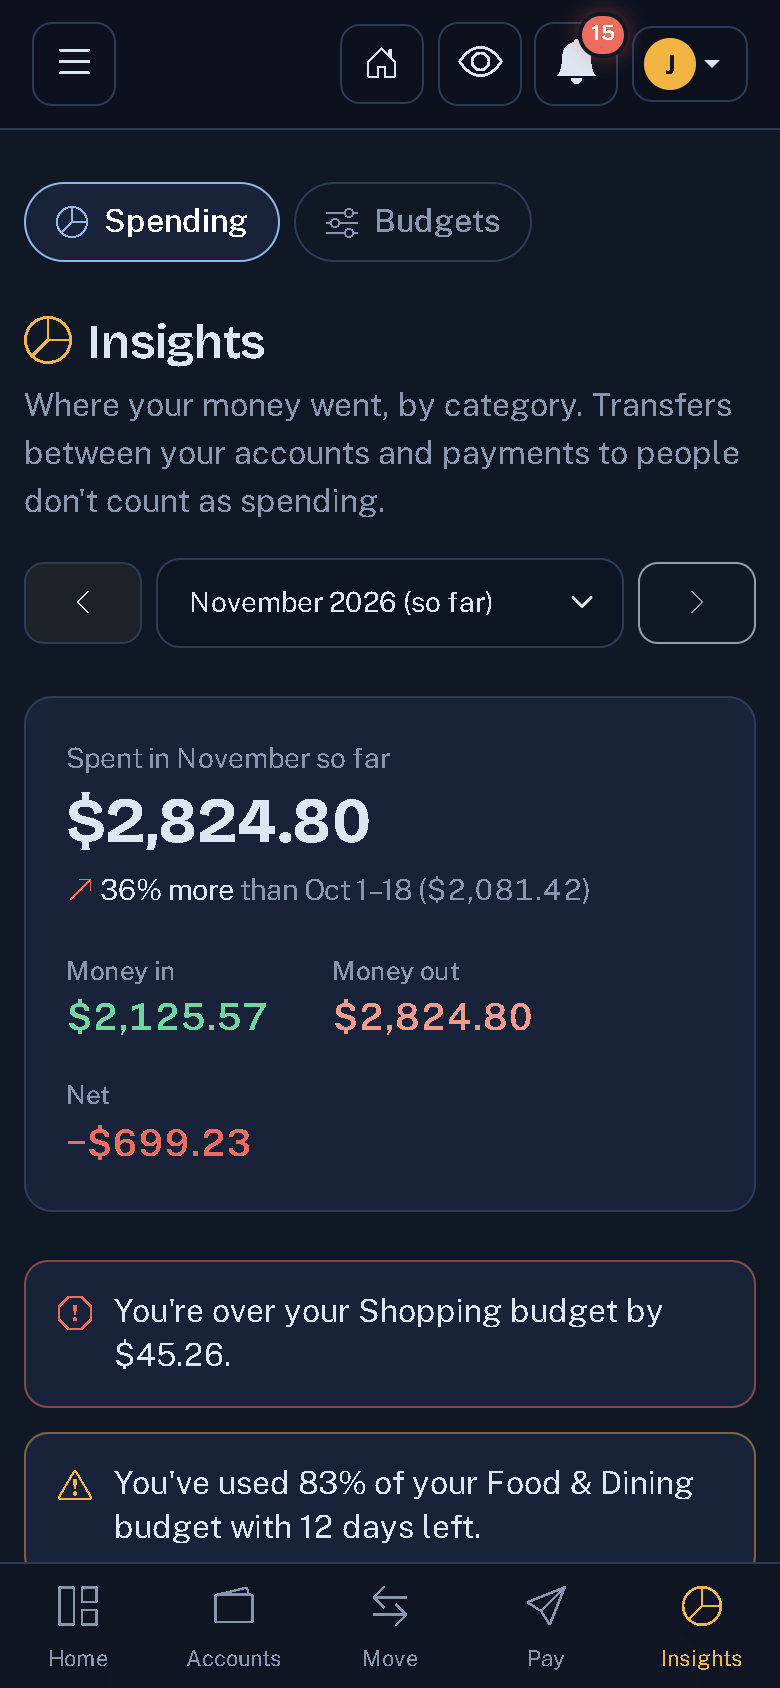 15
J
Spending
Budgets
Insights
Where your money went, by category. Transfers
between your accounts and payments to people
don't count as spending.
November 2026 (so far)
Spent in November so far
$2,824.80
36% more than Oct 1–18 ($2,081.42)
Money in
Money out
$2,125.57
$2,824.80
Net
−$699.23
You're over your Shopping budget by
$45.26.
You've used 83% of your Food & Dining
budget with 12 days left.
Home
Accounts
Move
Pay
Insights